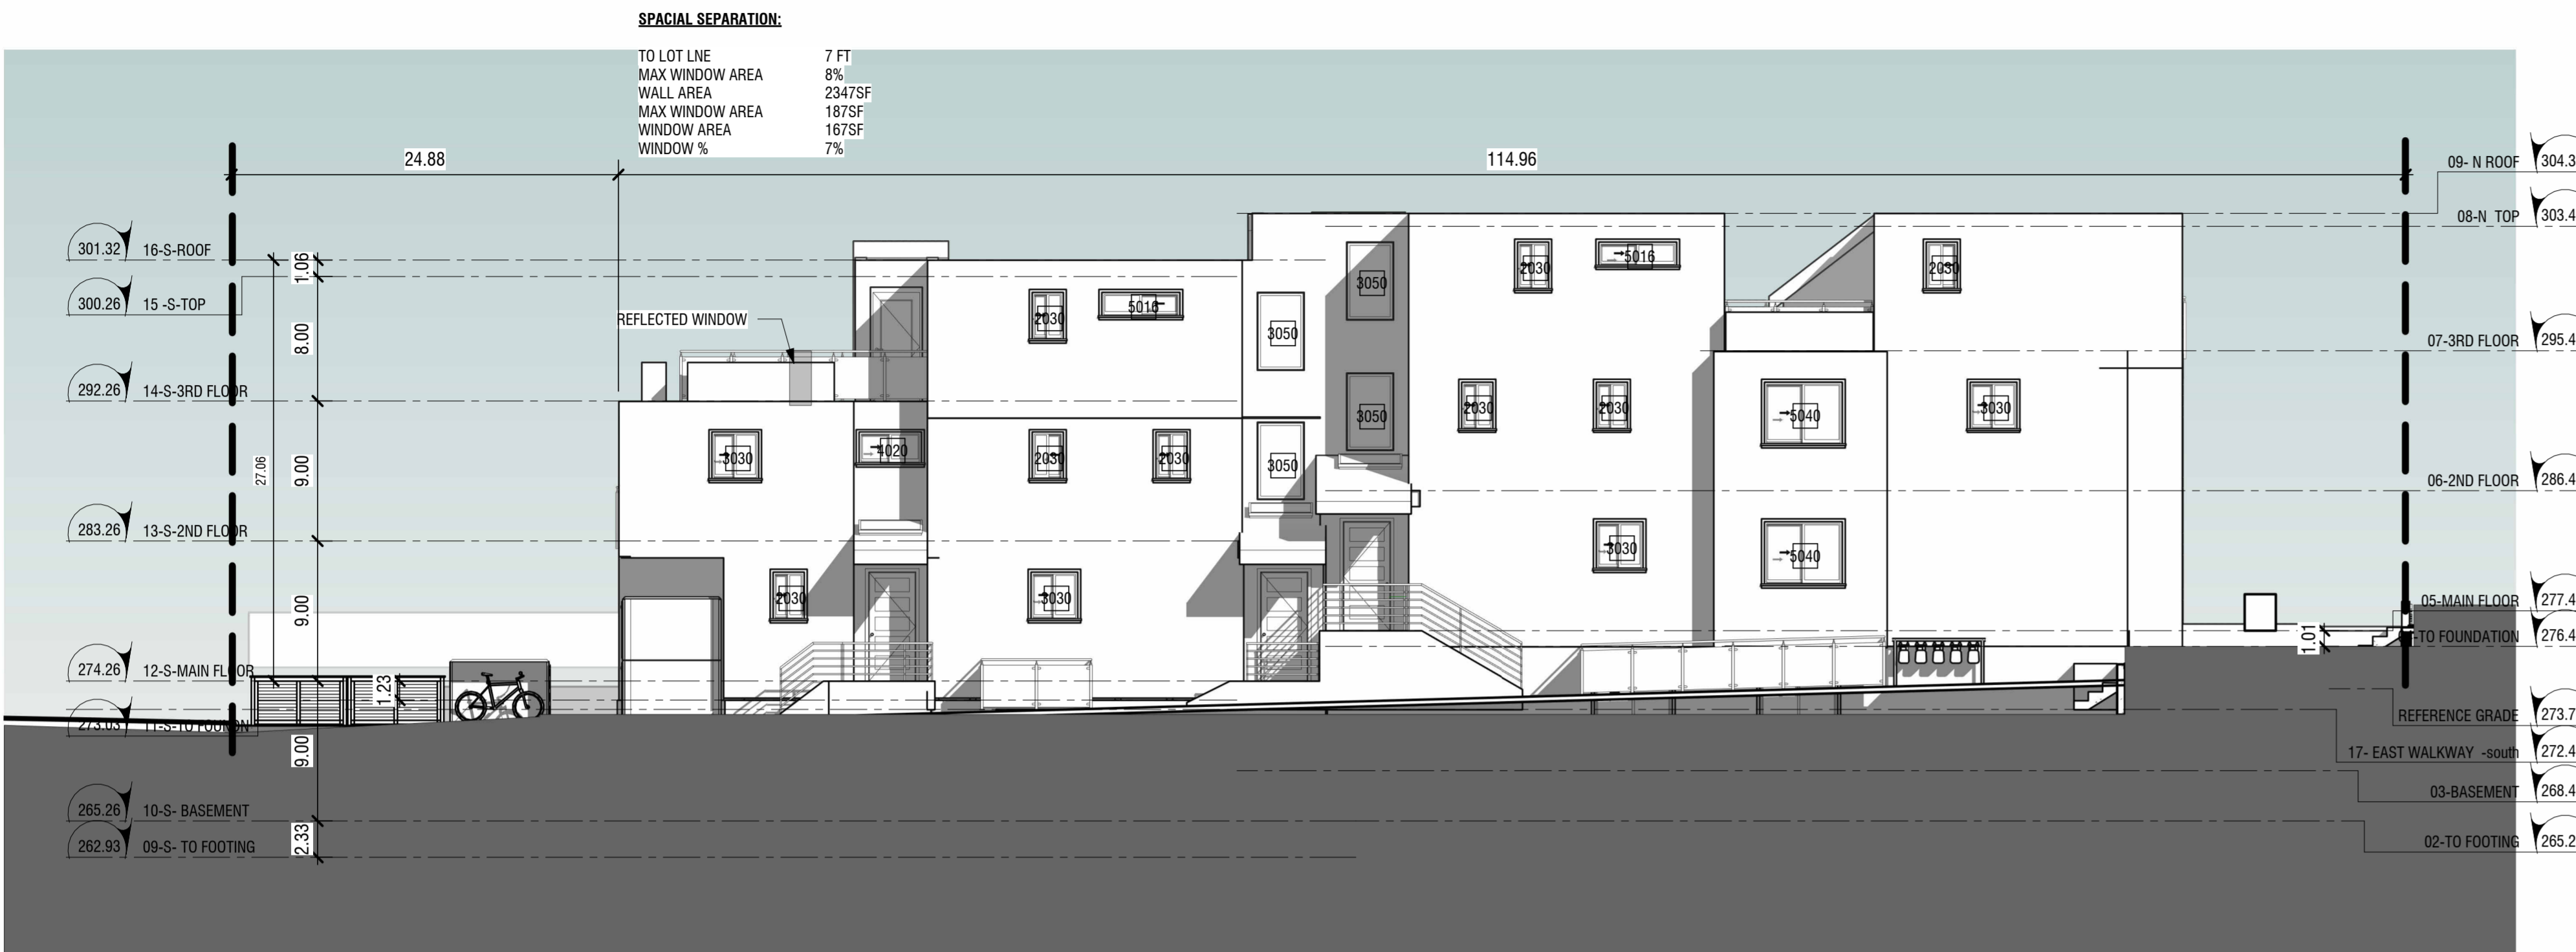 SPACIAL SEPARATION:
TO LOT LNE 7 FT
MAX WINDOW AREA 8%
WALL AREA 2347SF
MAX WINDOW AREA 187SF
WINDOW AREA 167SF
WINDOW % 7%
24.88
114.96
09- N ROOF 304.3
08-N TOP 303.4
301.32 16-S-ROOF
1.06
300.26 15 -S-TOP
8.00
REFLECTED WINDOW
2030
5016
3050
3050
2030
5016
2030
07-3RD FLOOR 295.4
292.26 14-S-3RD FLOOR
3050
2030
2030
5040
3030
27.06
9.00
3030
4020
2030
2030
3050
06-2ND FLOOR 286.4
283.26 13-S-2ND FLOOR
3030
5040
9.00
2030
3030
05-MAIN FLOOR 277.4
1.01
-TO FOUNDATION 276.4
274.26 12-S-MAIN FLOOR
1.23
273.03
REFERENCE GRADE 273.7
9.00
17- EAST WALKWAY -south 272.4
03-BASEMENT 268.4
265.26 10-S- BASEMENT
2.33
262.93 09-S- TO FOOTING
02-TO FOOTING 265.2